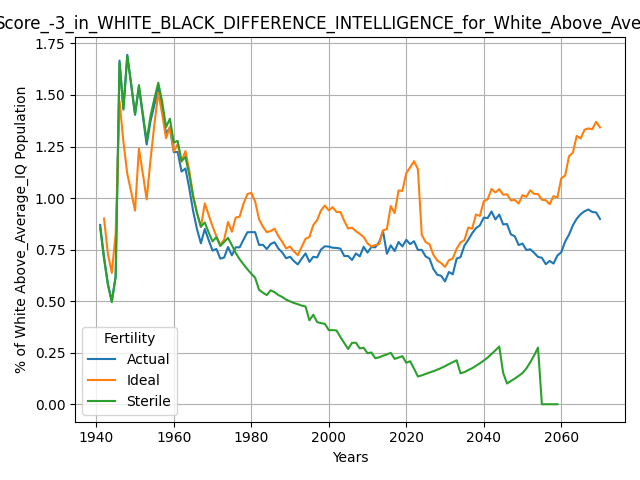 Score_-3_in_WHITE_BLACK_DIFFERENCE_INTELLIGENCE_for_White_Above_Ave
1.75
1.50
1.25
1.00
0.75
0.50
0.25
0.00
% of White Above_Average_IQ Population
Fertility
Actual
Ideal
Sterile
1940 1960 1980 2000 2020 2040 2060
Years